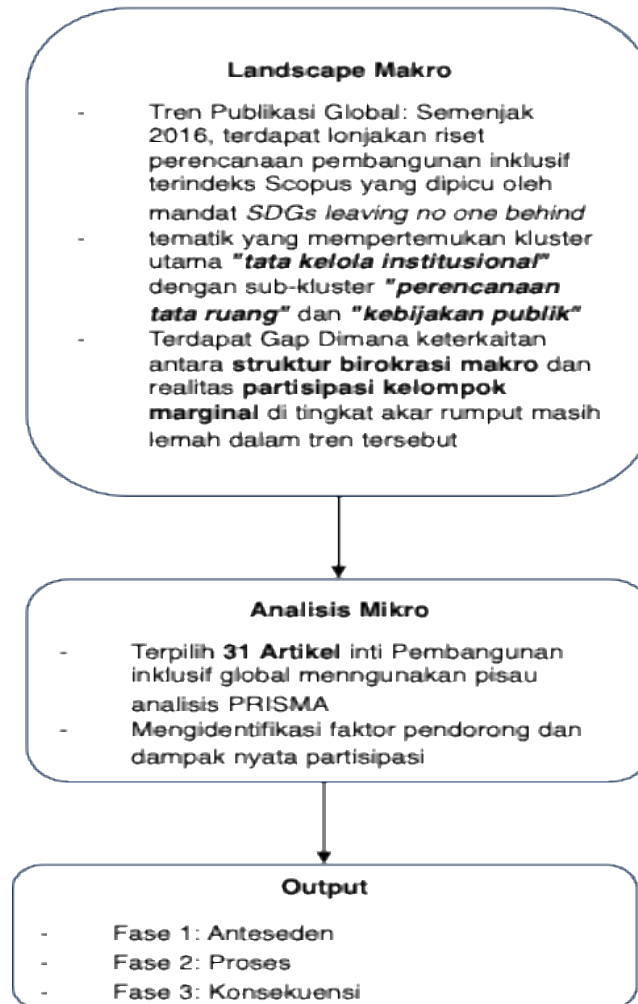 Landscape Makro
- Tren Publikasi Global: Semenjak
2016, terdapat lonjakan riset
perencanaan pembangunan inklusif
terindeks Scopus yang dipicu oleh
mandat SDGs leaving no one behind
- tematik yang mempertemukan kluster
utama "tata kelola institusional"
dengan sub-kluster "perencanaan
tata ruang" dan "kebijakan publik"
- Terdapat Gap Dimana keterkaitan
antara struktur birokrasi makro dan
realitas partisipasi kelompok
marginal di tingkat akar rumput masih
lemah dalam tren tersebut
Analisis Mikro
- Terpilih 31 Artikel inti Pembangunan
inklusif global menngunakan pisau
analisis PRISMA
- Mengidentifikasi faktor pendorong dan
dampak nyata partisipasi
Output
- Fase 1: Anteseden
- Fase 2: Proses
- Fase 3: Konsekuensi